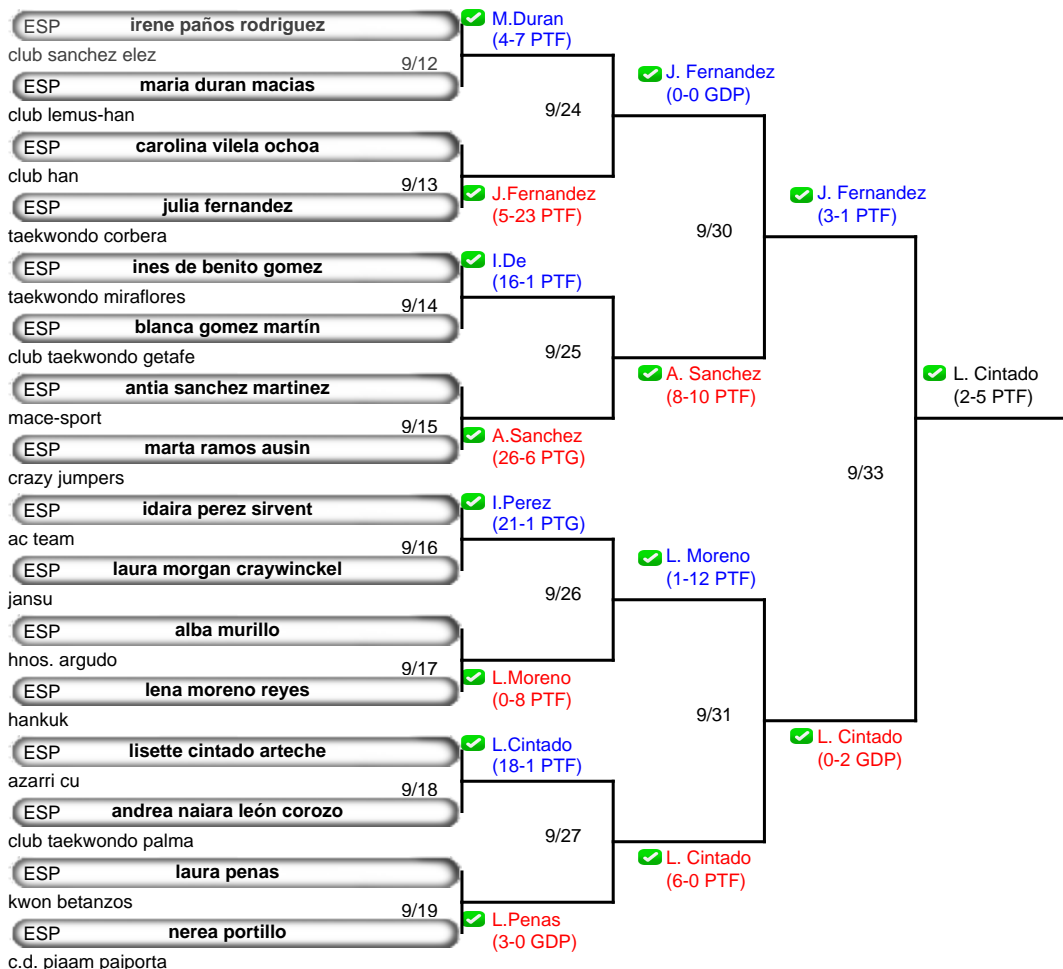 ESP irene paños rodriguez
club sanchez elez
9/12
ESP maria duran macias
club lemus-han
M.Duran
(4-7 PTF)
ESP carolina vilela ochoa
club han
9/13
ESP julia fernandez
taekwondo corbera
J.Fernandez
(5-23 PTF)
9/24
J. Fernandez
(0-0 GDP)
ESP ines de benito gomez
taekwondo miraflores
9/14
ESP blanca gomez martín
club taekwondo getafe
I.De
(16-1 PTF)
ESP antia sanchez martinez
mace-sport
9/15
ESP marta ramos ausin
crazy jumpers
A.Sanchez
(26-6 PTG)
9/25
A. Sanchez
(8-10 PTF)
9/30
J. Fernandez
(3-1 PTF)
ESP idaira perez sirvent
ac team
9/16
ESP laura morgan craywinckel
jansu
I.Perez
(21-1 PTG)
ESP alba murillo
hnos. argudo
9/17
ESP lena moreno reyes
hankuk
L.Moreno
(0-8 PTF)
9/26
L. Moreno
(1-12 PTF)
ESP lisette cintado arteche
azarri cu
9/18
ESP andrea naiara león corozo
club taekwondo palma
L.Cintado
(18-1 PTF)
ESP laura penas
kwon betanzos
9/19
ESP nerea portillo
c.d. piaam paiporta
L.Penas
(3-0 GDP)
9/27
L. Cintado
(6-0 PTF)
9/31
L. Cintado
(0-2 GDP)
9/33
L. Cintado
(2-5 PTF)